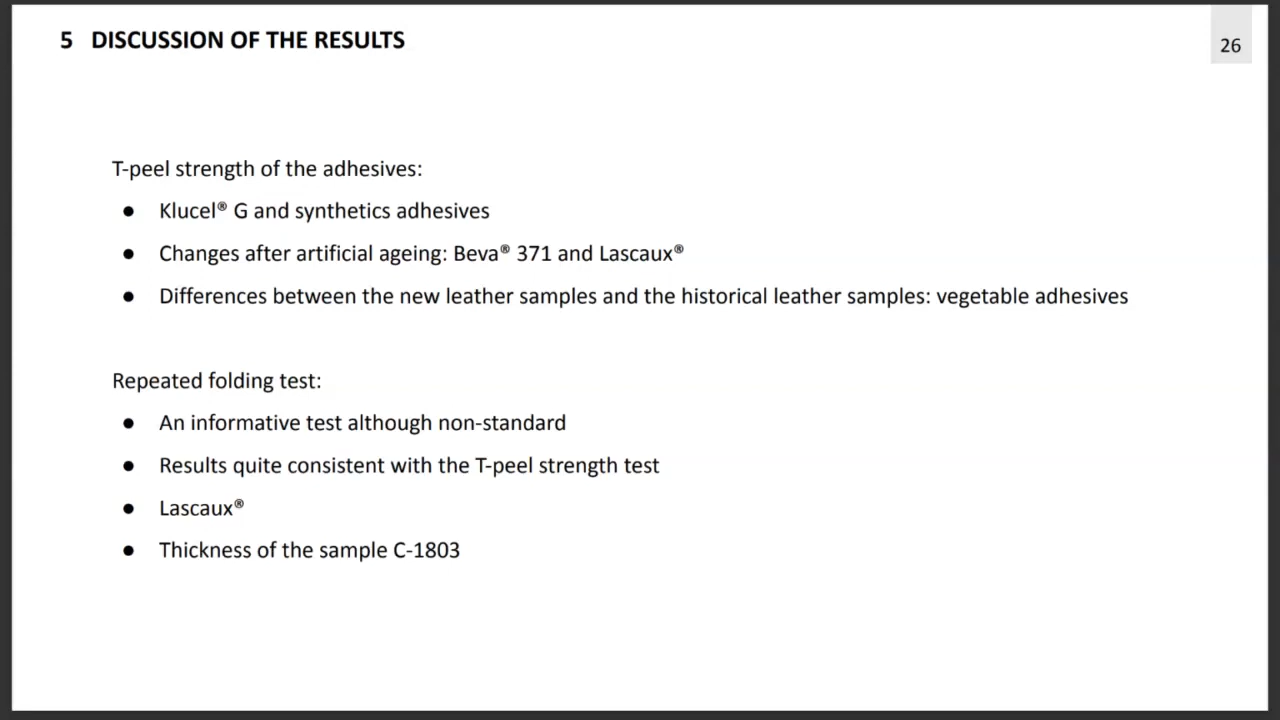 5 DISCUSSION OF THE RESULTS
26
T-peel strength of the adhesives:
● Klucel® G and synthetics adhesives
● Changes after artificial ageing: Beva® 371 and Lascaux®
● Differences between the new leather samples and the historical leather samples: vegetable adhesives
Repeated folding test:
● An informative test although non-standard
● Results quite consistent with the T-peel strength test
● Lascaux®
● Thickness of the sample C-1803